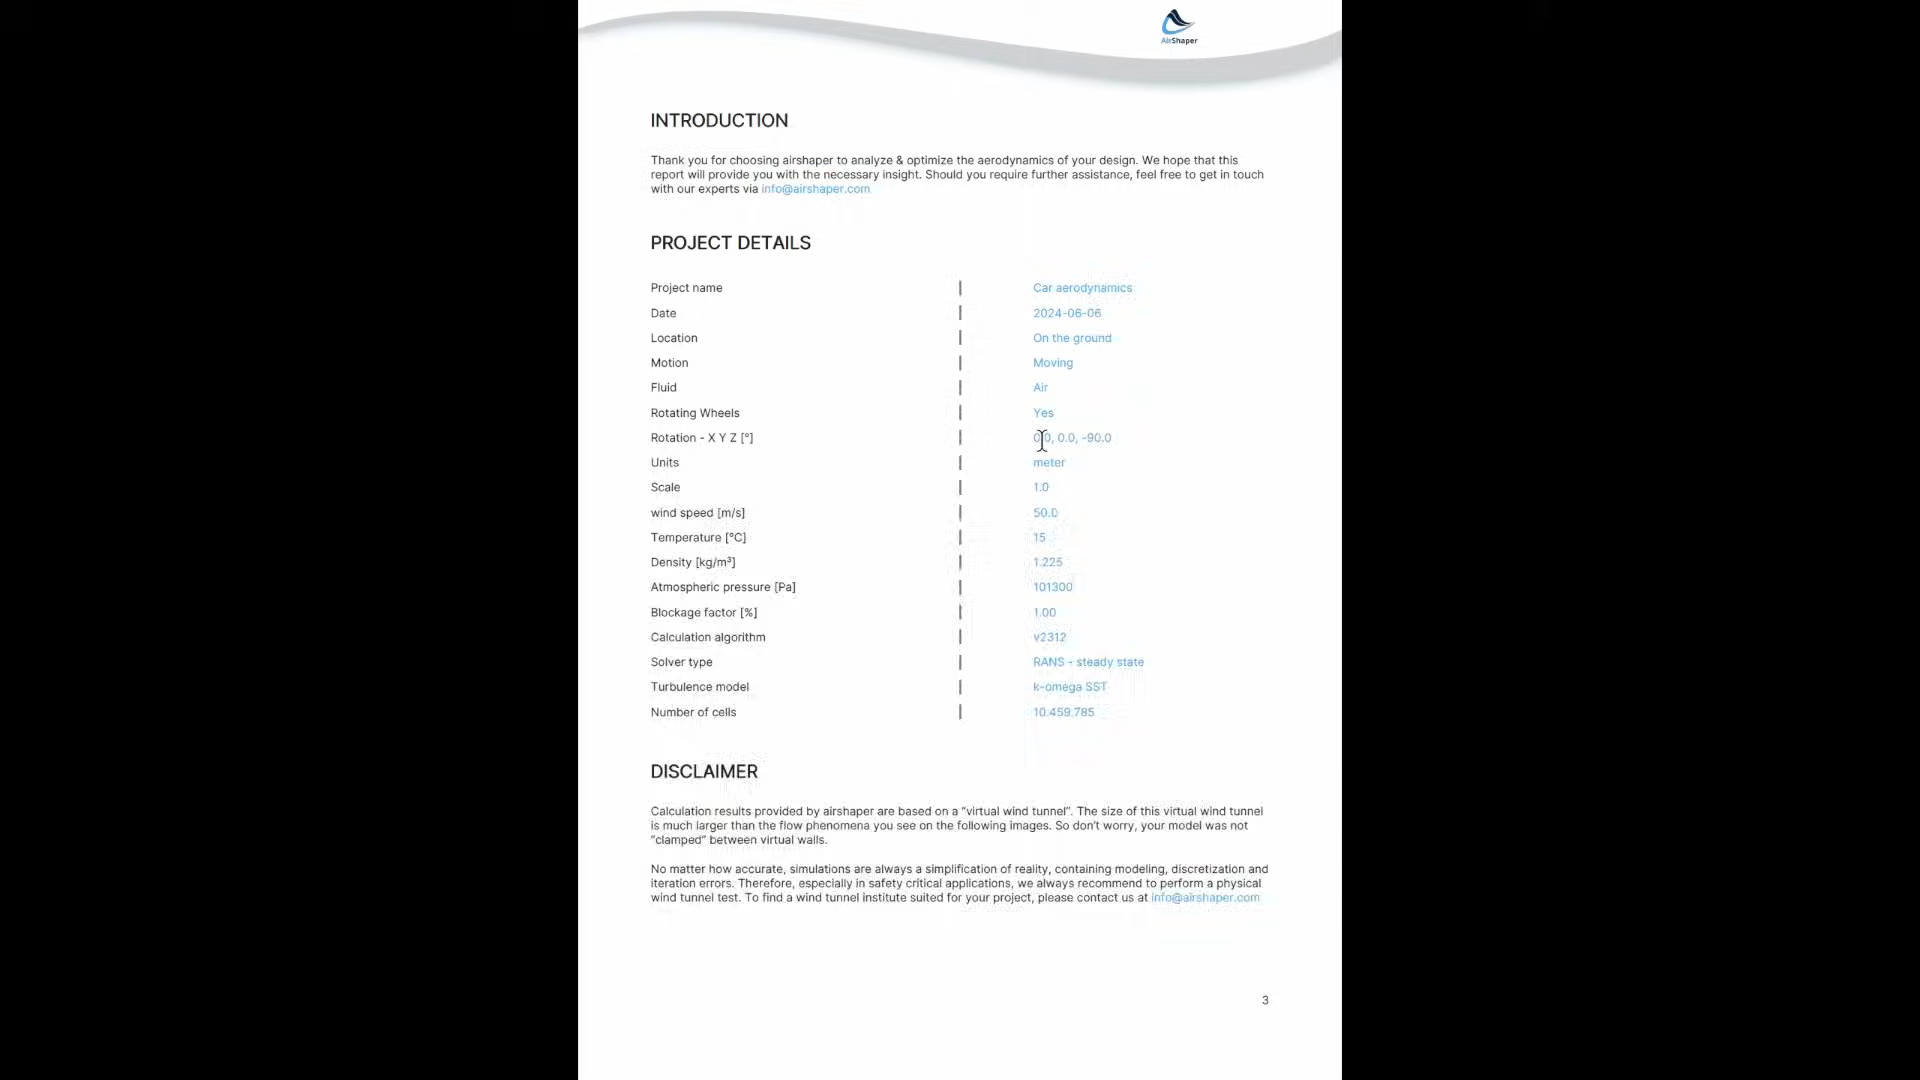 AirShaper
INTRODUCTION
Thank you for choosing airshaper to analyze & optimize the aerodynamics of your design. We hope that this
report will provide you with the necessary insight. Should you require further assistance, feel free to get in touch
with our experts via info@airshaper.com
PROJECT DETAILS
Project name | Car aerodynamics
Date | 2024-06-06
Location | On the ground
Motion | Moving
Fluid | Air
Rotating Wheels | Yes
Rotation - X Y Z [°] | 0.0, 0.0, -90.0
Units | meter
Scale | 1.0
wind speed [m/s] | 50.0
Temperature [°C] | 15
Density [kg/m³] | 1.225
Atmospheric pressure [Pa] | 101300
Blockage factor [%] | 1.00
Calculation algorithm | v2312
Solver type | RANS - steady state
Turbulence model | k-omega SST
Number of cells | 10.459.785
DISCLAIMER
Calculation results provided by airshaper are based on a “virtual wind tunnel”. The size of this virtual wind tunnel
is much larger than the flow phenomena you see on the following images. So don’t worry, your model was not
“clamped” between virtual walls.
No matter how accurate, simulations are always a simplification of reality, containing modeling, discretization and
iteration errors. Therefore, especially in safety critical applications, we always recommend to perform a physical
wind tunnel test. To find a wind tunnel institute suited for your project, please contact us at info@airshaper.com
3